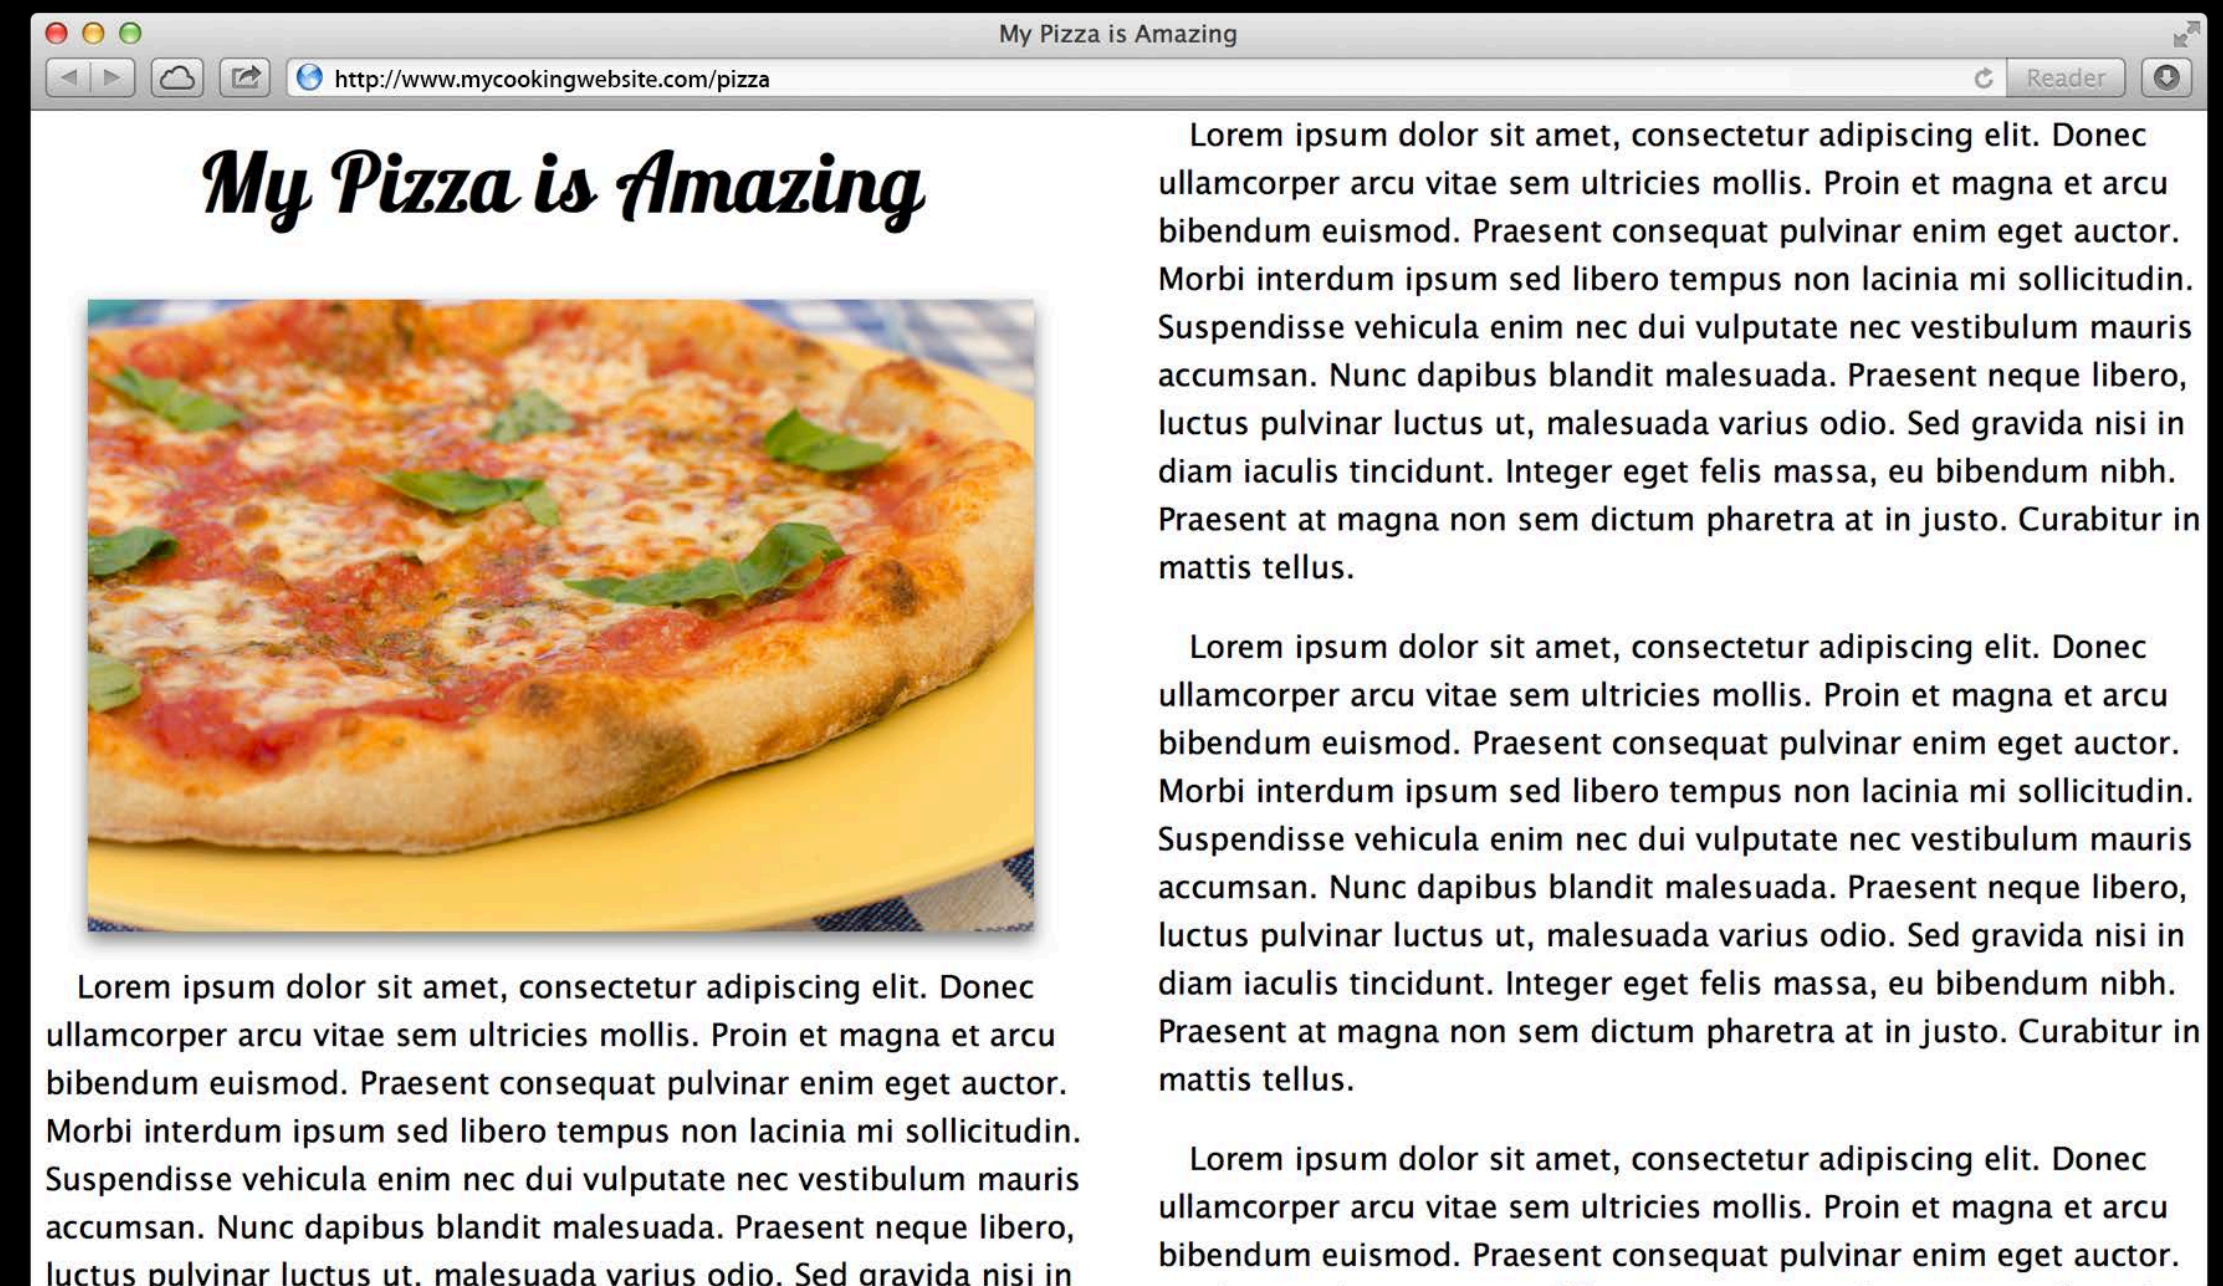 My Pizza is Amazing
http://www.mycookingwebsite.com/pizza
Reader
My Pizza is Amazing
Lorem ipsum dolor sit amet, consectetur adipiscing elit. Donec
ullamcorper arcu vitae sem ultricies mollis. Proin et magna et arcu
bibendum euismod. Praesent consequat pulvinar enim eget auctor.
Morbi interdum ipsum sed libero tempus non lacinia mi sollicitudin.
Suspendisse vehicula enim nec dui vulputate nec vestibulum mauris
accumsan. Nunc dapibus blandit malesuada. Praesent neque libero,
luctus pulvinar luctus ut, malesuada varius odio. Sed gravida nisi in
Lorem ipsum dolor sit amet, consectetur adipiscing elit. Donec
ullamcorper arcu vitae sem ultricies mollis. Proin et magna et arcu
bibendum euismod. Praesent consequat pulvinar enim eget auctor.
Morbi interdum ipsum sed libero tempus non lacinia mi sollicitudin.
Suspendisse vehicula enim nec dui vulputate nec vestibulum mauris
accumsan. Nunc dapibus blandit malesuada. Praesent neque libero,
luctus pulvinar luctus ut, malesuada varius odio. Sed gravida nisi in
diam iaculis tincidunt. Integer eget felis massa, eu bibendum nibh.
Praesent at magna non sem dictum pharetra at in justo. Curabitur in
mattis tellus.
Lorem ipsum dolor sit amet, consectetur adipiscing elit. Donec
ullamcorper arcu vitae sem ultricies mollis. Proin et magna et arcu
bibendum euismod. Praesent consequat pulvinar enim eget auctor.
Morbi interdum ipsum sed libero tempus non lacinia mi sollicitudin.
Suspendisse vehicula enim nec dui vulputate nec vestibulum mauris
accumsan. Nunc dapibus blandit malesuada. Praesent neque libero,
luctus pulvinar luctus ut, malesuada varius odio. Sed gravida nisi in
diam iaculis tincidunt. Integer eget felis massa, eu bibendum nibh.
Praesent at magna non sem dictum pharetra at in justo. Curabitur in
mattis tellus.
Lorem ipsum dolor sit amet, consectetur adipiscing elit. Donec
ullamcorper arcu vitae sem ultricies mollis. Proin et magna et arcu
bibendum euismod. Praesent consequat pulvinar enim eget auctor.